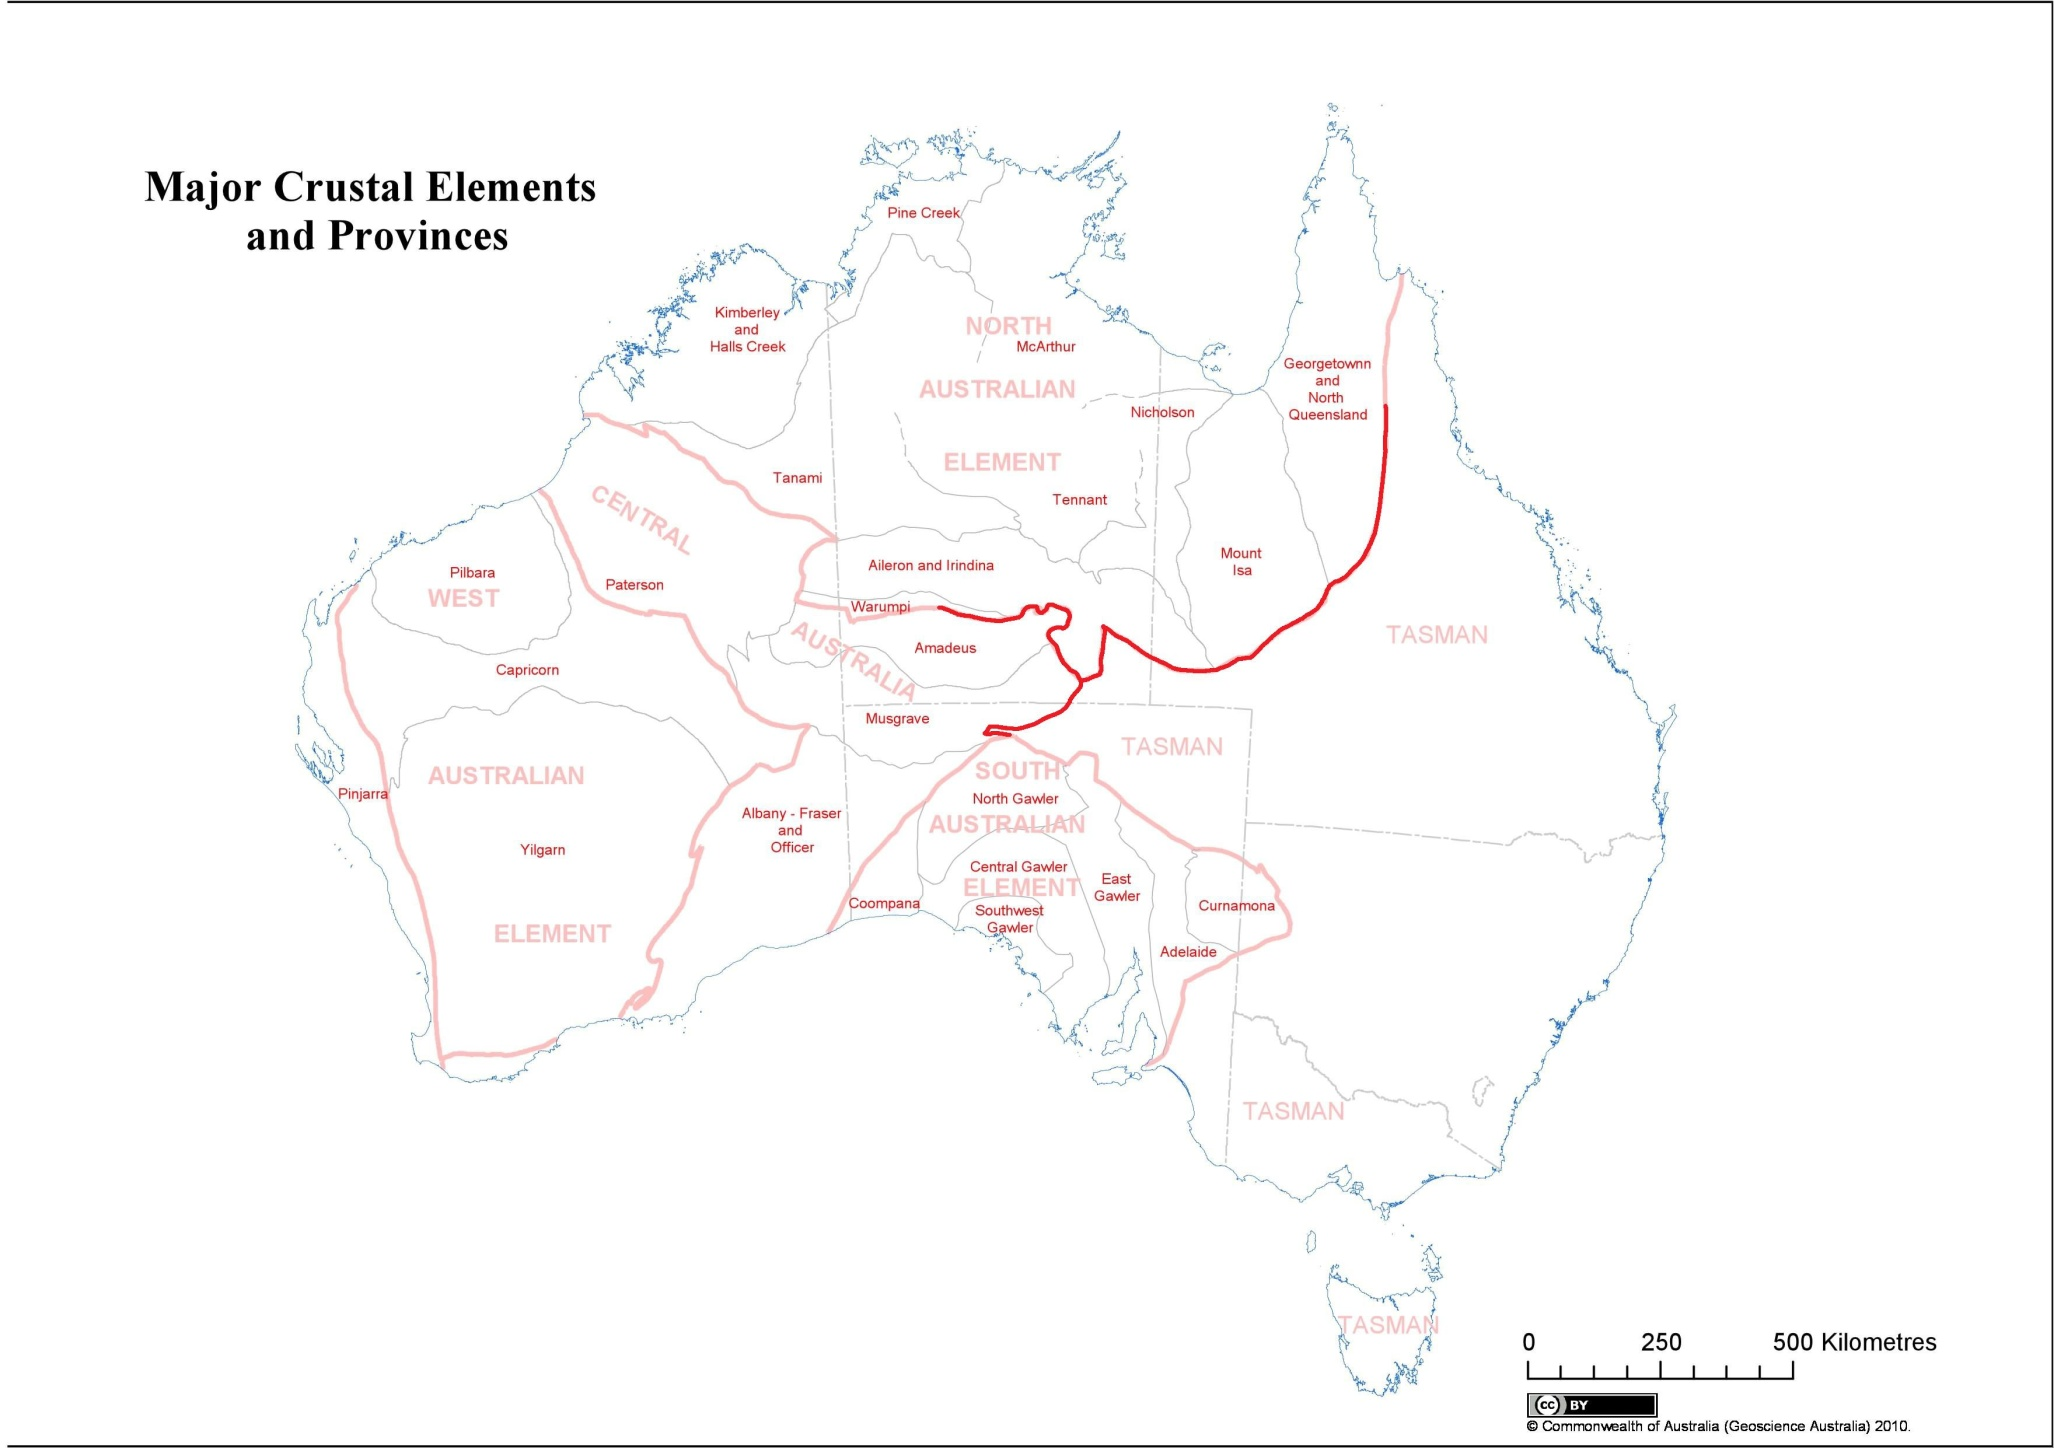 Major Crustal Elements
and Provinces
Pine Creek
Kimberley
and
Halls Creek
NORTH
McArthur
AUSTRALIAN
ELEMENT
Georgetownn
and
North
Queensland
Nicholson
Tanami
Tennant
CENTRAL
Mount
Isa
Aileron and Irindina
Pilbara
WEST
Paterson
Warumpi
AUSTRALIA
Amadeus
TASMAN
Capricorn
Musgrave
TASMAN
AUSTRALIAN
Pinjarra
SOUTH
North Gawler
AUSTRALIAN
Albany - Fraser
and
Officer
Yilgarn
Central Gawler
ELEMENT
East
Gawler
Coompana
Southwest
Gawler
Curnamona
ELEMENT
Adelaide
TASMAN
TASMAN
0 250 500 Kilometres
cc BY
© Commonwealth of Australia (Geoscience Australia) 2010.